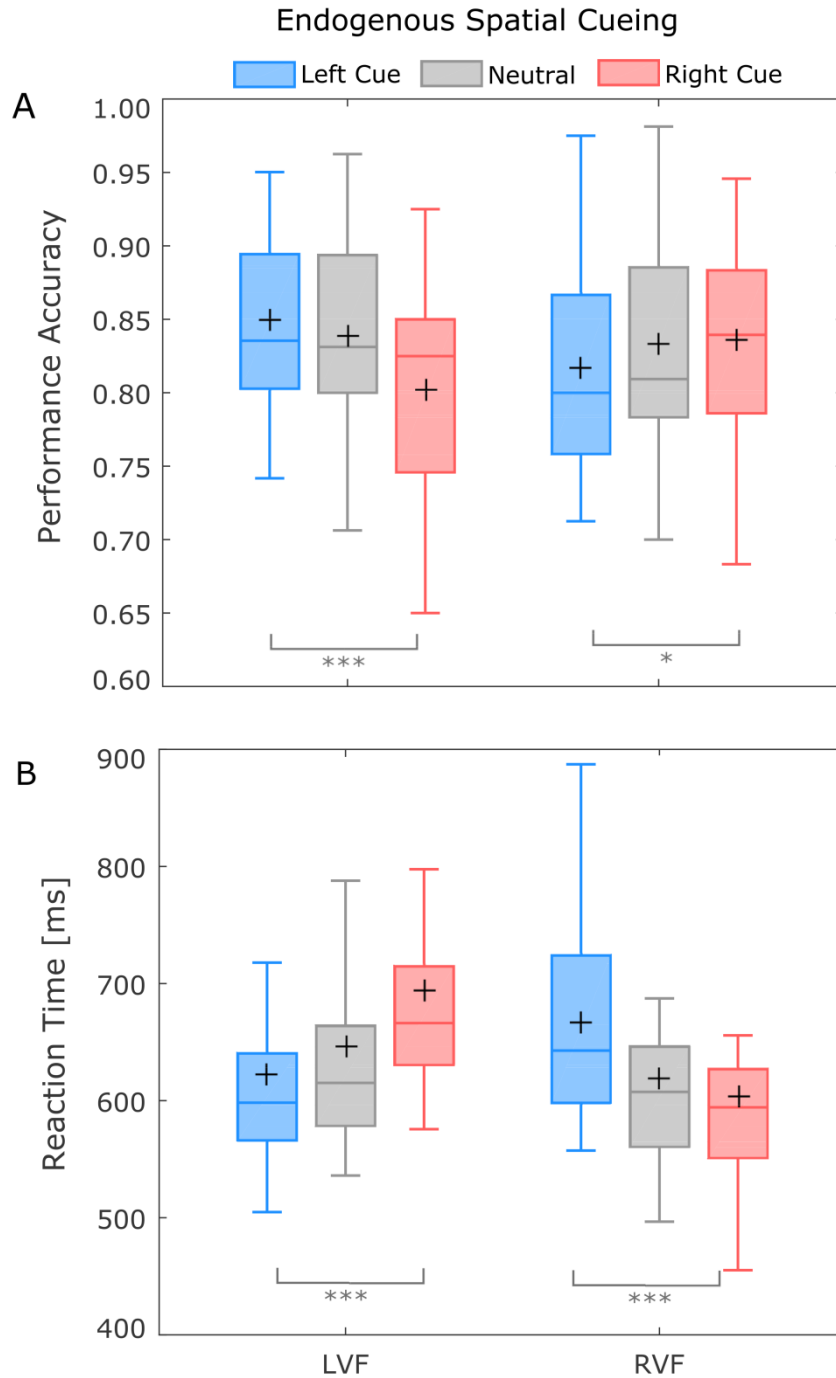 Endogenous Spatial Cueing
Left Cue Neutral Right Cue
A
1.00
0.95
0.90
0.85
0.80
0.75
0.70
0.65
0.60
Performance Accuracy
*** *
B
900
800
700
600
500
400
Reaction Time [ms]
*** ***
LVF RVF